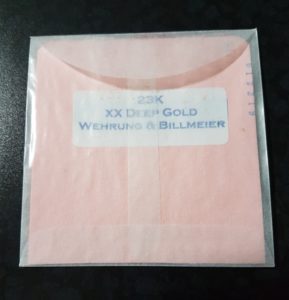 23K
XX DEEP GOLD
WEHRUNG & BILLMEIER